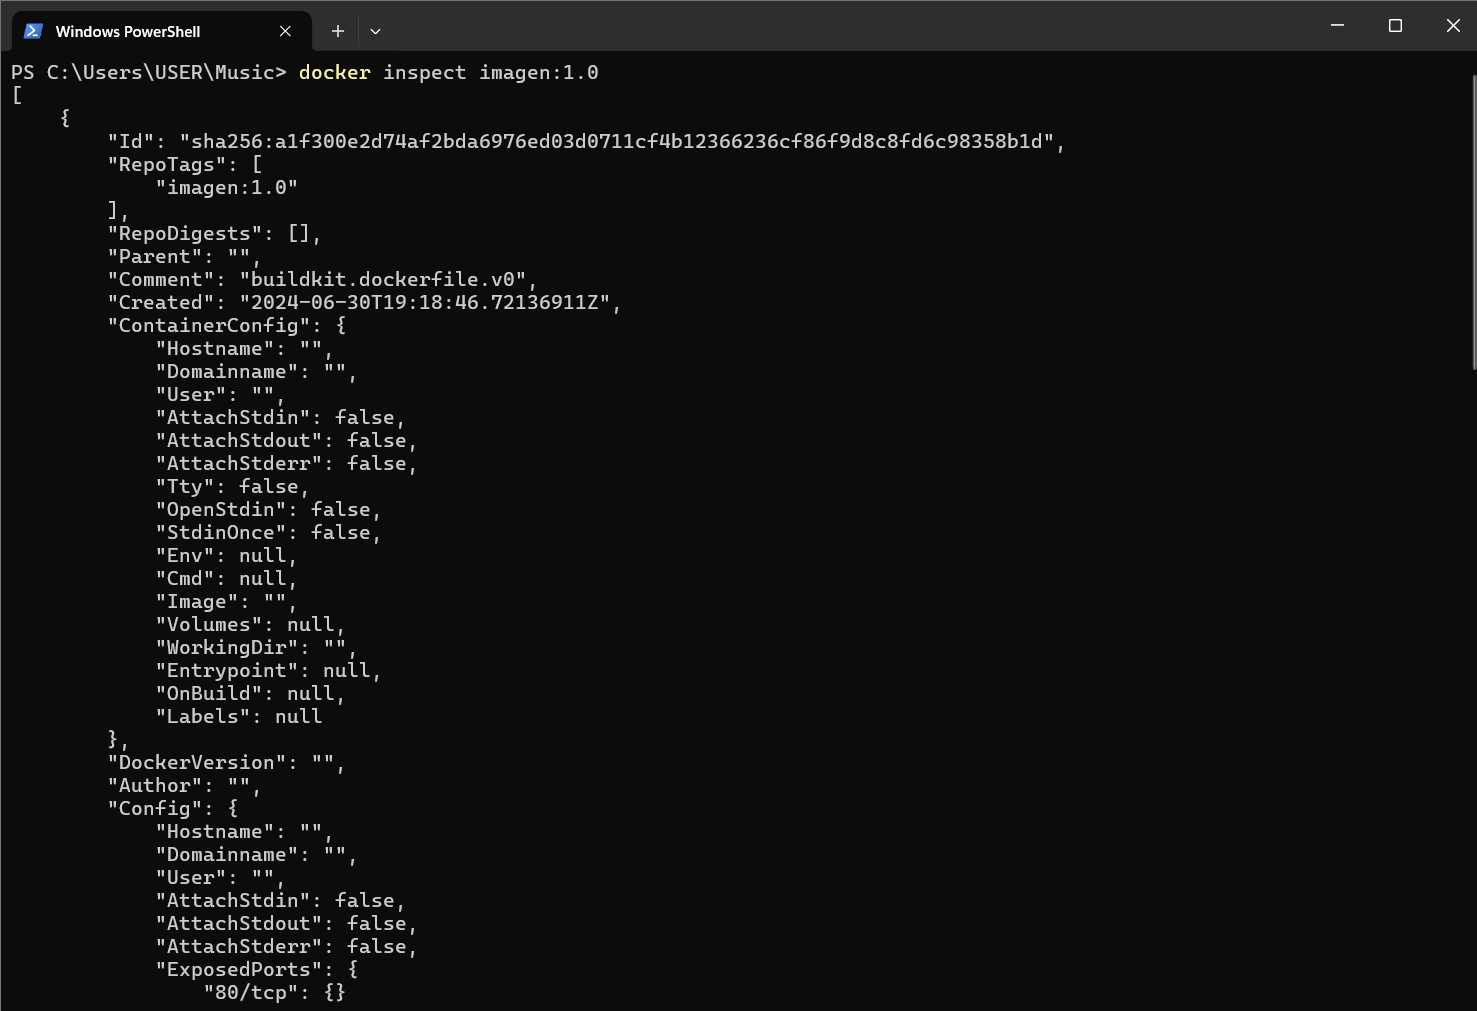 Windows PowerShell
PS C:\Users\USER\Music> docker inspect imagen:1.0
[
    {
        "Id": "sha256:a1f300e2d74af2bda6976ed03d0711cf4b12366236cf86f9d8c8fd6c98358b1d",
        "RepoTags": [
            "imagen:1.0"
        ],
        "RepoDigests": [],
        "Parent": "",
        "Comment": "buildkit.dockerfile.v0",
        "Created": "2024-06-30T19:18:46.72136911Z",
        "ContainerConfig": {
            "Hostname": "",
            "Domainname": "",
            "User": "",
            "AttachStdin": false,
            "AttachStdout": false,
            "AttachStderr": false,
            "Tty": false,
            "OpenStdin": false,
            "StdinOnce": false,
            "Env": null,
            "Cmd": null,
            "Image": "",
            "Volumes": null,
            "WorkingDir": "",
            "Entrypoint": null,
            "OnBuild": null,
            "Labels": null
        },
        "DockerVersion": "",
        "Author": "",
        "Config": {
            "Hostname": "",
            "Domainname": "",
            "User": "",
            "AttachStdin": false,
            "AttachStdout": false,
            "AttachStderr": false,
            "ExposedPorts": {
                "80/tcp": {}